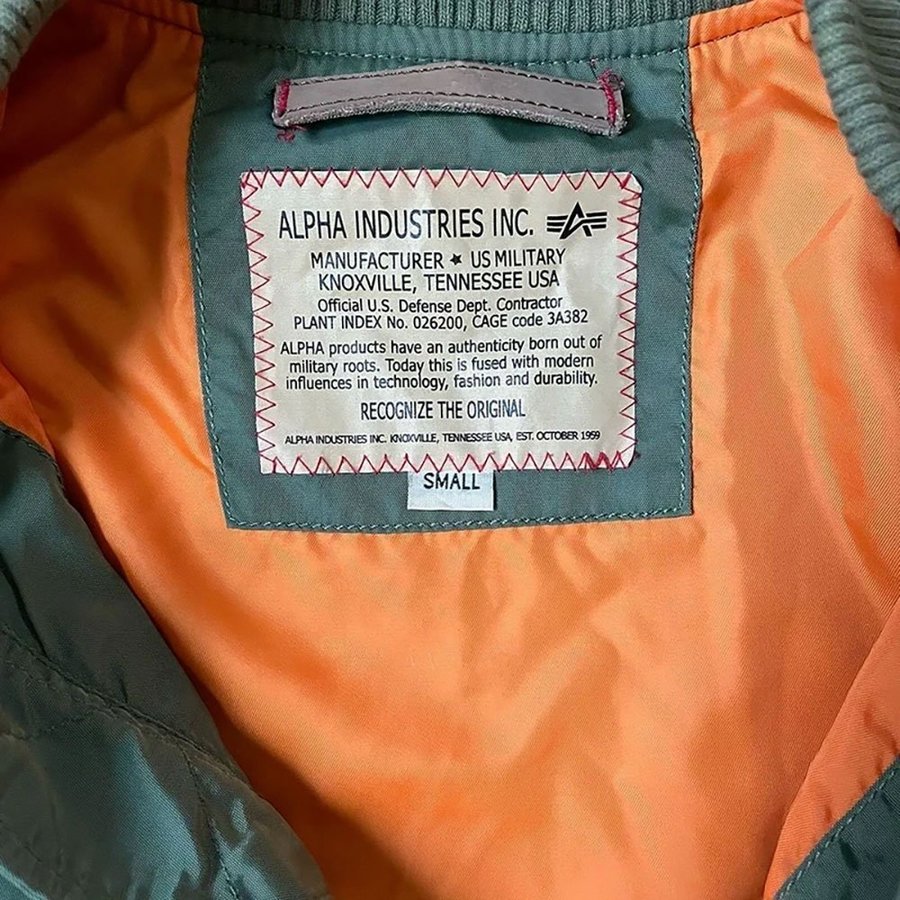 ALPHA INDUSTRIES INC.
MANUFACTURER ★ US MILITARY
KNOXVILLE, TENNESSEE USA
Official U.S. Defense Dept. Contractor
PLANT INDEX No. 026200, CAGE code 3A382
ALPHA products have an authenticity born out of
military roots. Today this is fused with modern
influences in technology, fashion and durability.
RECOGNIZE THE ORIGINAL
ALPHA INDUSTRIES INC. KNOXVILLE, TENNESSEE USA, EST. OCTOBER 1959
SMALL